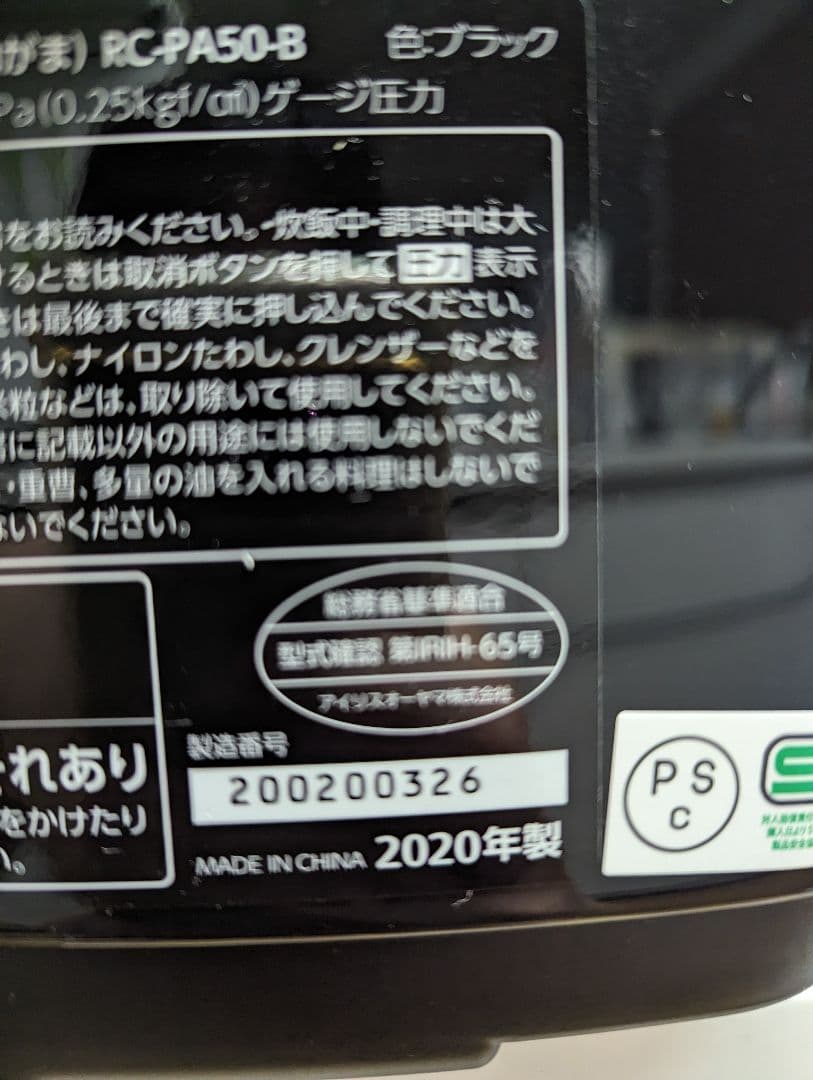 がま) RC-PA50-B 色:ブラック
Pa(0.25kgf/㎠)ゲージ圧力
をお読みください。・炊飯中・調理中は大
るときは取消ボタンを押して圧力表示
は最後まで確実に押し込んでください。
わし、ナイロンたわし、クレンザーなどを
粒などは、取り除いて使用してください。
に記載以外の用途には使用しないでくだ
・重曹、多量の油を入れる料理はしないで
いでください。
総務省基準適合
型式確認 第IRIH-65号
アイリスオーヤマ株式会社
製造番号
200200326
MADE IN CHINA 2020年製
れあり
をかけたり
い。
PS
C
S